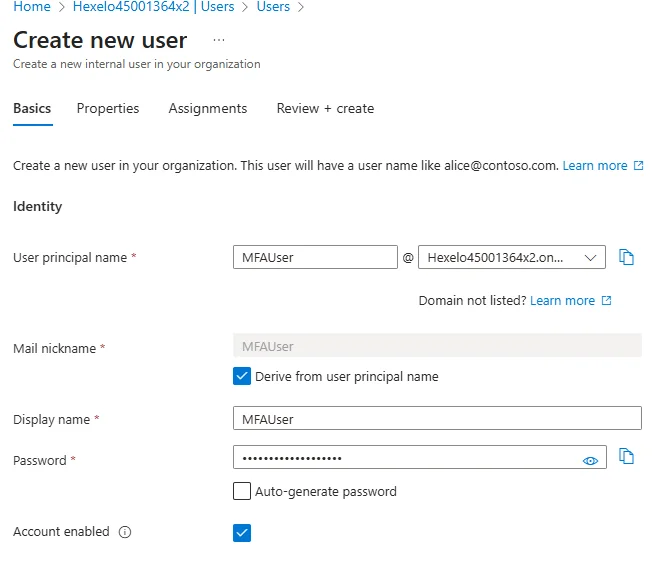 Home > Hexelo45001364x2 | Users > Users >
Create new user ...
Create a new internal user in your organization
Basics Properties Assignments Review + create
Create a new user in your organization. This user will have a user name like alice@contoso.com. Learn more
Identity
User principal name * MFAUser @ Hexelo45001364x2.on...
Domain not listed? Learn more
Mail nickname * MFAUser
Derive from user principal name
Display name * MFAUser
Password * •••••••••••••••••••
Auto-generate password
Account enabled